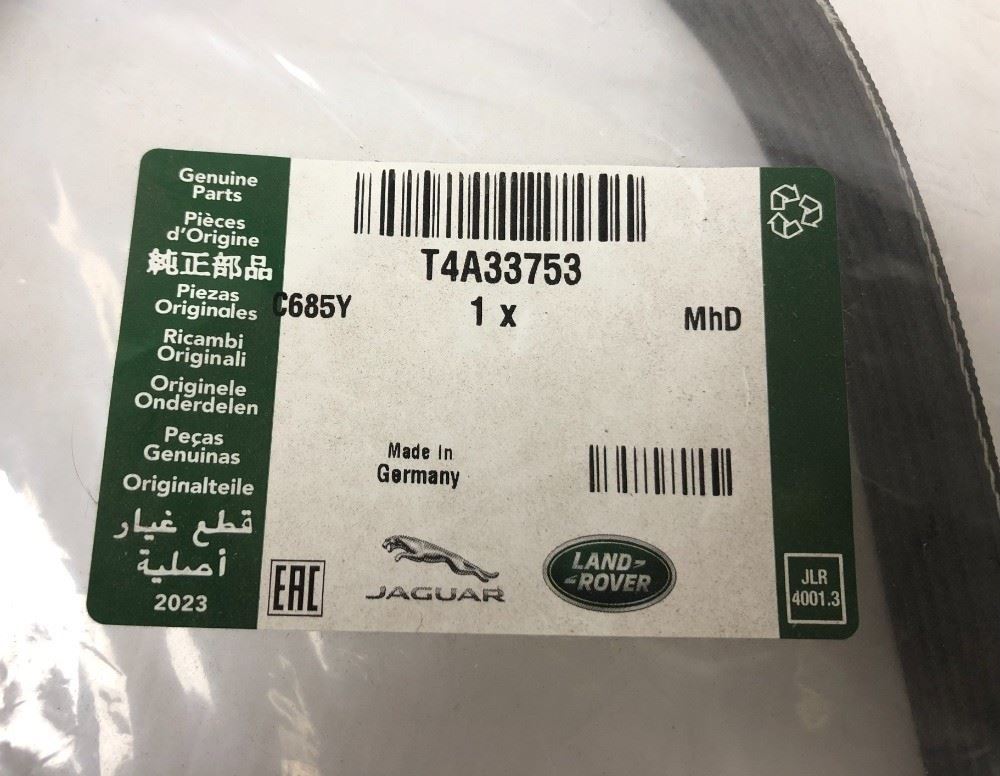 Genuine
Parts
Pièces
d'Origine
純正部品
Piezas
Originales
Ricambi
Originali
Originele
Onderdelen
Peças
Genuinas
Originalteile
قطع غيار
أصلية
2023
T4A33753
C685Y
1 x
MhD
Made In
Germany
EAC
JAGUAR
LAND-
ROVER
JLR
4001.3